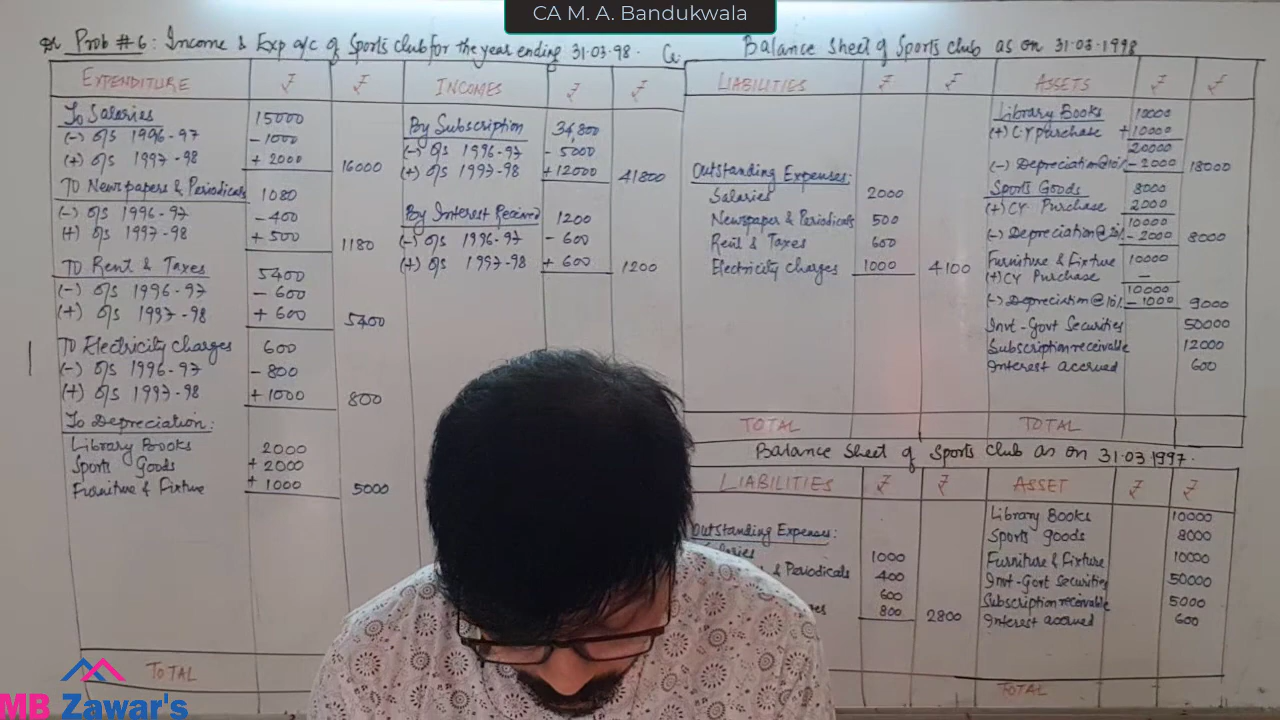 CA M. A. Bandukwala
Dr Prob #6: Income & Exp a/c of Sports club for the year ending 31.03.98. Cr.
EXPENDITURE ₹ ₹ INCOMES ₹ ₹
To Salaries 15000
(-) O/S 1996-97 - 1000
(+) O/S 1997-98 + 2000 16000
To Newspapers & Periodicals 1080
(-) O/S 1996-97 - 400
(+) O/S 1997-98 + 500 1180
To Rent & Taxes 5400
(-) O/S 1996-97 - 600
(+) O/S 1997-98 + 600 5400
To Electricity Charges 600
(-) O/S 1996-97 - 800
(+) O/S 1997-98 + 1000 800
To Depreciation:
Library Books 2000
Sports Goods + 2000
Furniture & Fixture + 1000 5000
TOTAL
By Subscription 34,800
(-) O/S 1996-97 - 5000
(+) O/S 1997-98 + 12000 41800
By Interest Received 1200
(-) O/S 1996-97 - 600
(+) O/S 1997-98 + 600 1200
Balance Sheet of Sports Club as on 31.03.1998
LIABILITIES ₹ ₹ ASSETS ₹ ₹
Outstanding Expenses:
Salaries 2000
Newspaper & Periodicals 500
Rent & Taxes 600
Electricity charges 1000 4100
Library Books 10000
(+) C.Y purchase + 10000
20000
(-) Depreciation @10% - 2000 18000
Sports Goods 8000
(+) CY Purchase 2000
10000
(-) Depreciation @20% - 2000 8000
Furniture & Fixture 10000
(+) CY Purchase -
10000
(-) Depreciation @10% - 1000 9000
Invt-Govt Securities 50000
Subscription receivable 12000
Interest accrued 600
TOTAL TOTAL
Balance Sheet of Sports Club as on 31.03.1997.
LIABILITIES ₹ ₹ ASSET ₹ ₹
Outstanding Expenses:
1000
& Periodicals 400
600
800 2800
Library Books 10000
Sports goods 8000
Furniture & Fixture 10000
Invt-Govt Securities 50000
Subscription receivable 5000
Interest accrued 600
TOTAL
MB Zawar's